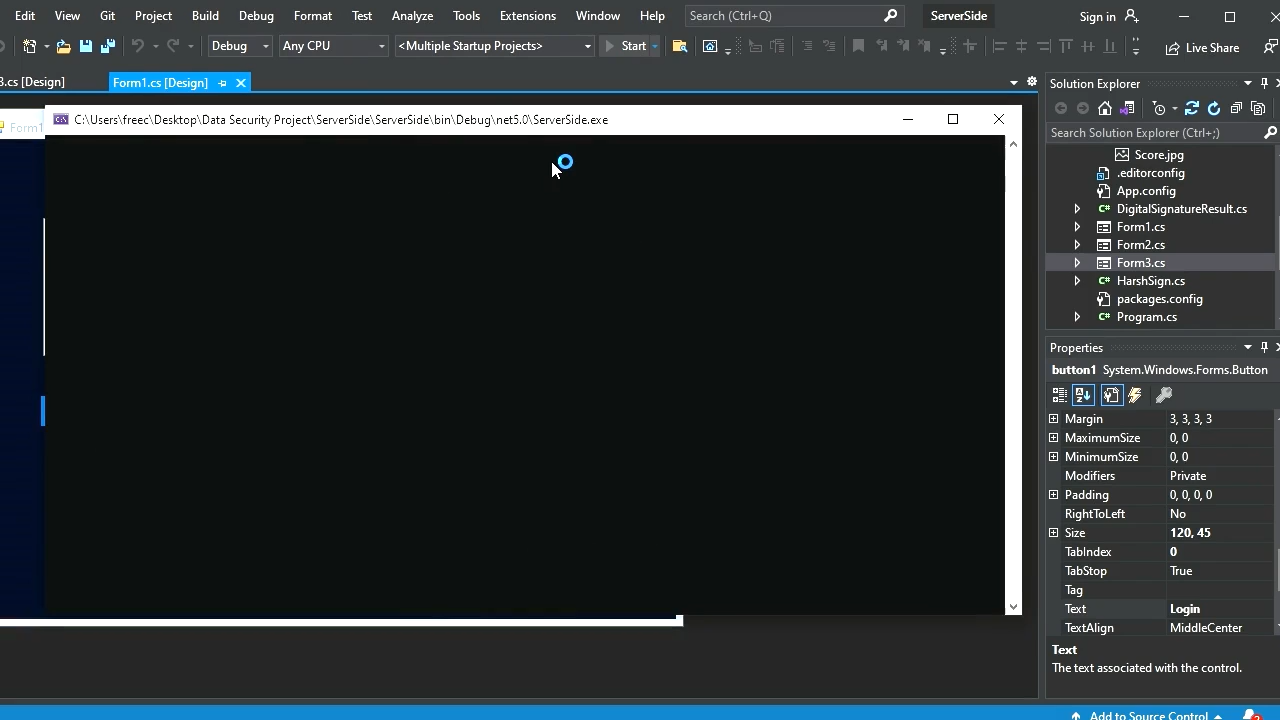 Edit View Git Project Build Debug Format Test Analyze Tools Extensions Window Help Search (Ctrl+Q) ServerSide Sign in
Debug Any CPU <Multiple Startup Projects> Start Live Share
3.cs [Design] Form1.cs [Design]
Solution Explorer
Form1
C:\Users\freec\Desktop\Data Security Project\ServerSide\ServerSide\bin\Debug\net5.0\ServerSide.exe
Search Solution Explorer (Ctrl+;)
Score.jpg
.editorconfig
App.config
DigitalSignatureResult.cs
Form1.cs
Form2.cs
Form3.cs
HarshSign.cs
packages.config
Program.cs
Properties
button1 System.Windows.Forms.Button
Margin 3, 3, 3, 3
MaximumSize 0, 0
MinimumSize 0, 0
Modifiers Private
Padding 0, 0, 0, 0
RightToLeft No
Size 120, 45
TabIndex 0
TabStop True
Tag
Text Login
TextAlign MiddleCenter
Text
The text associated with the control.
Add to Source Control